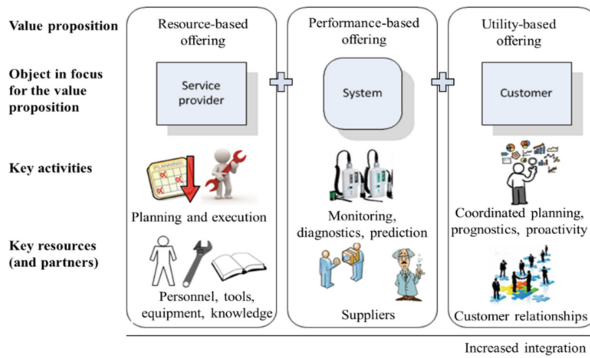 Value proposition
Resource-based
offering
Performance-based
offering
Utility-based
offering
Object in focus
for the value
proposition
Service
provider
System
Customer
Key activities
PLANNING
Planning and execution
Monitoring,
diagnostics, prediction
Coordinated planning,
prognostics, proactivity
Key resources
(and partners)
Personnel, tools,
equipment, knowledge
Suppliers
Customer relationships
Increased integration